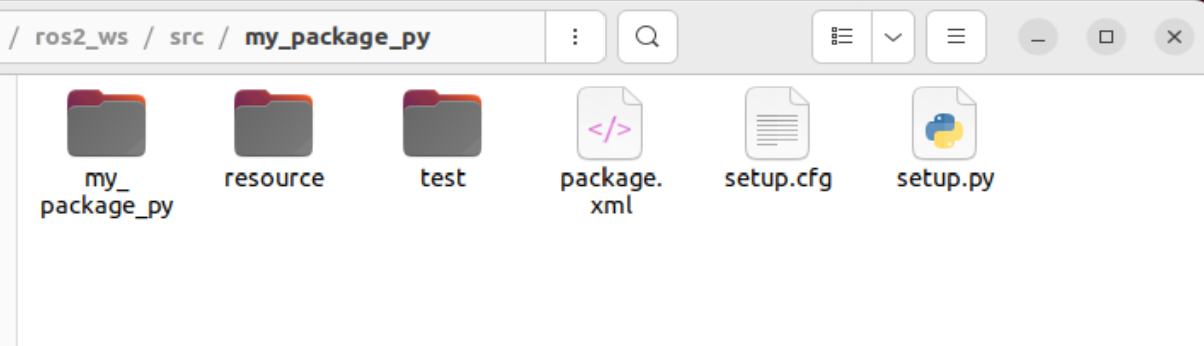 / ros2_ws / src / my_package_py
my_
package_py
resource
test
</>
package.
xml
setup.cfg
setup.py